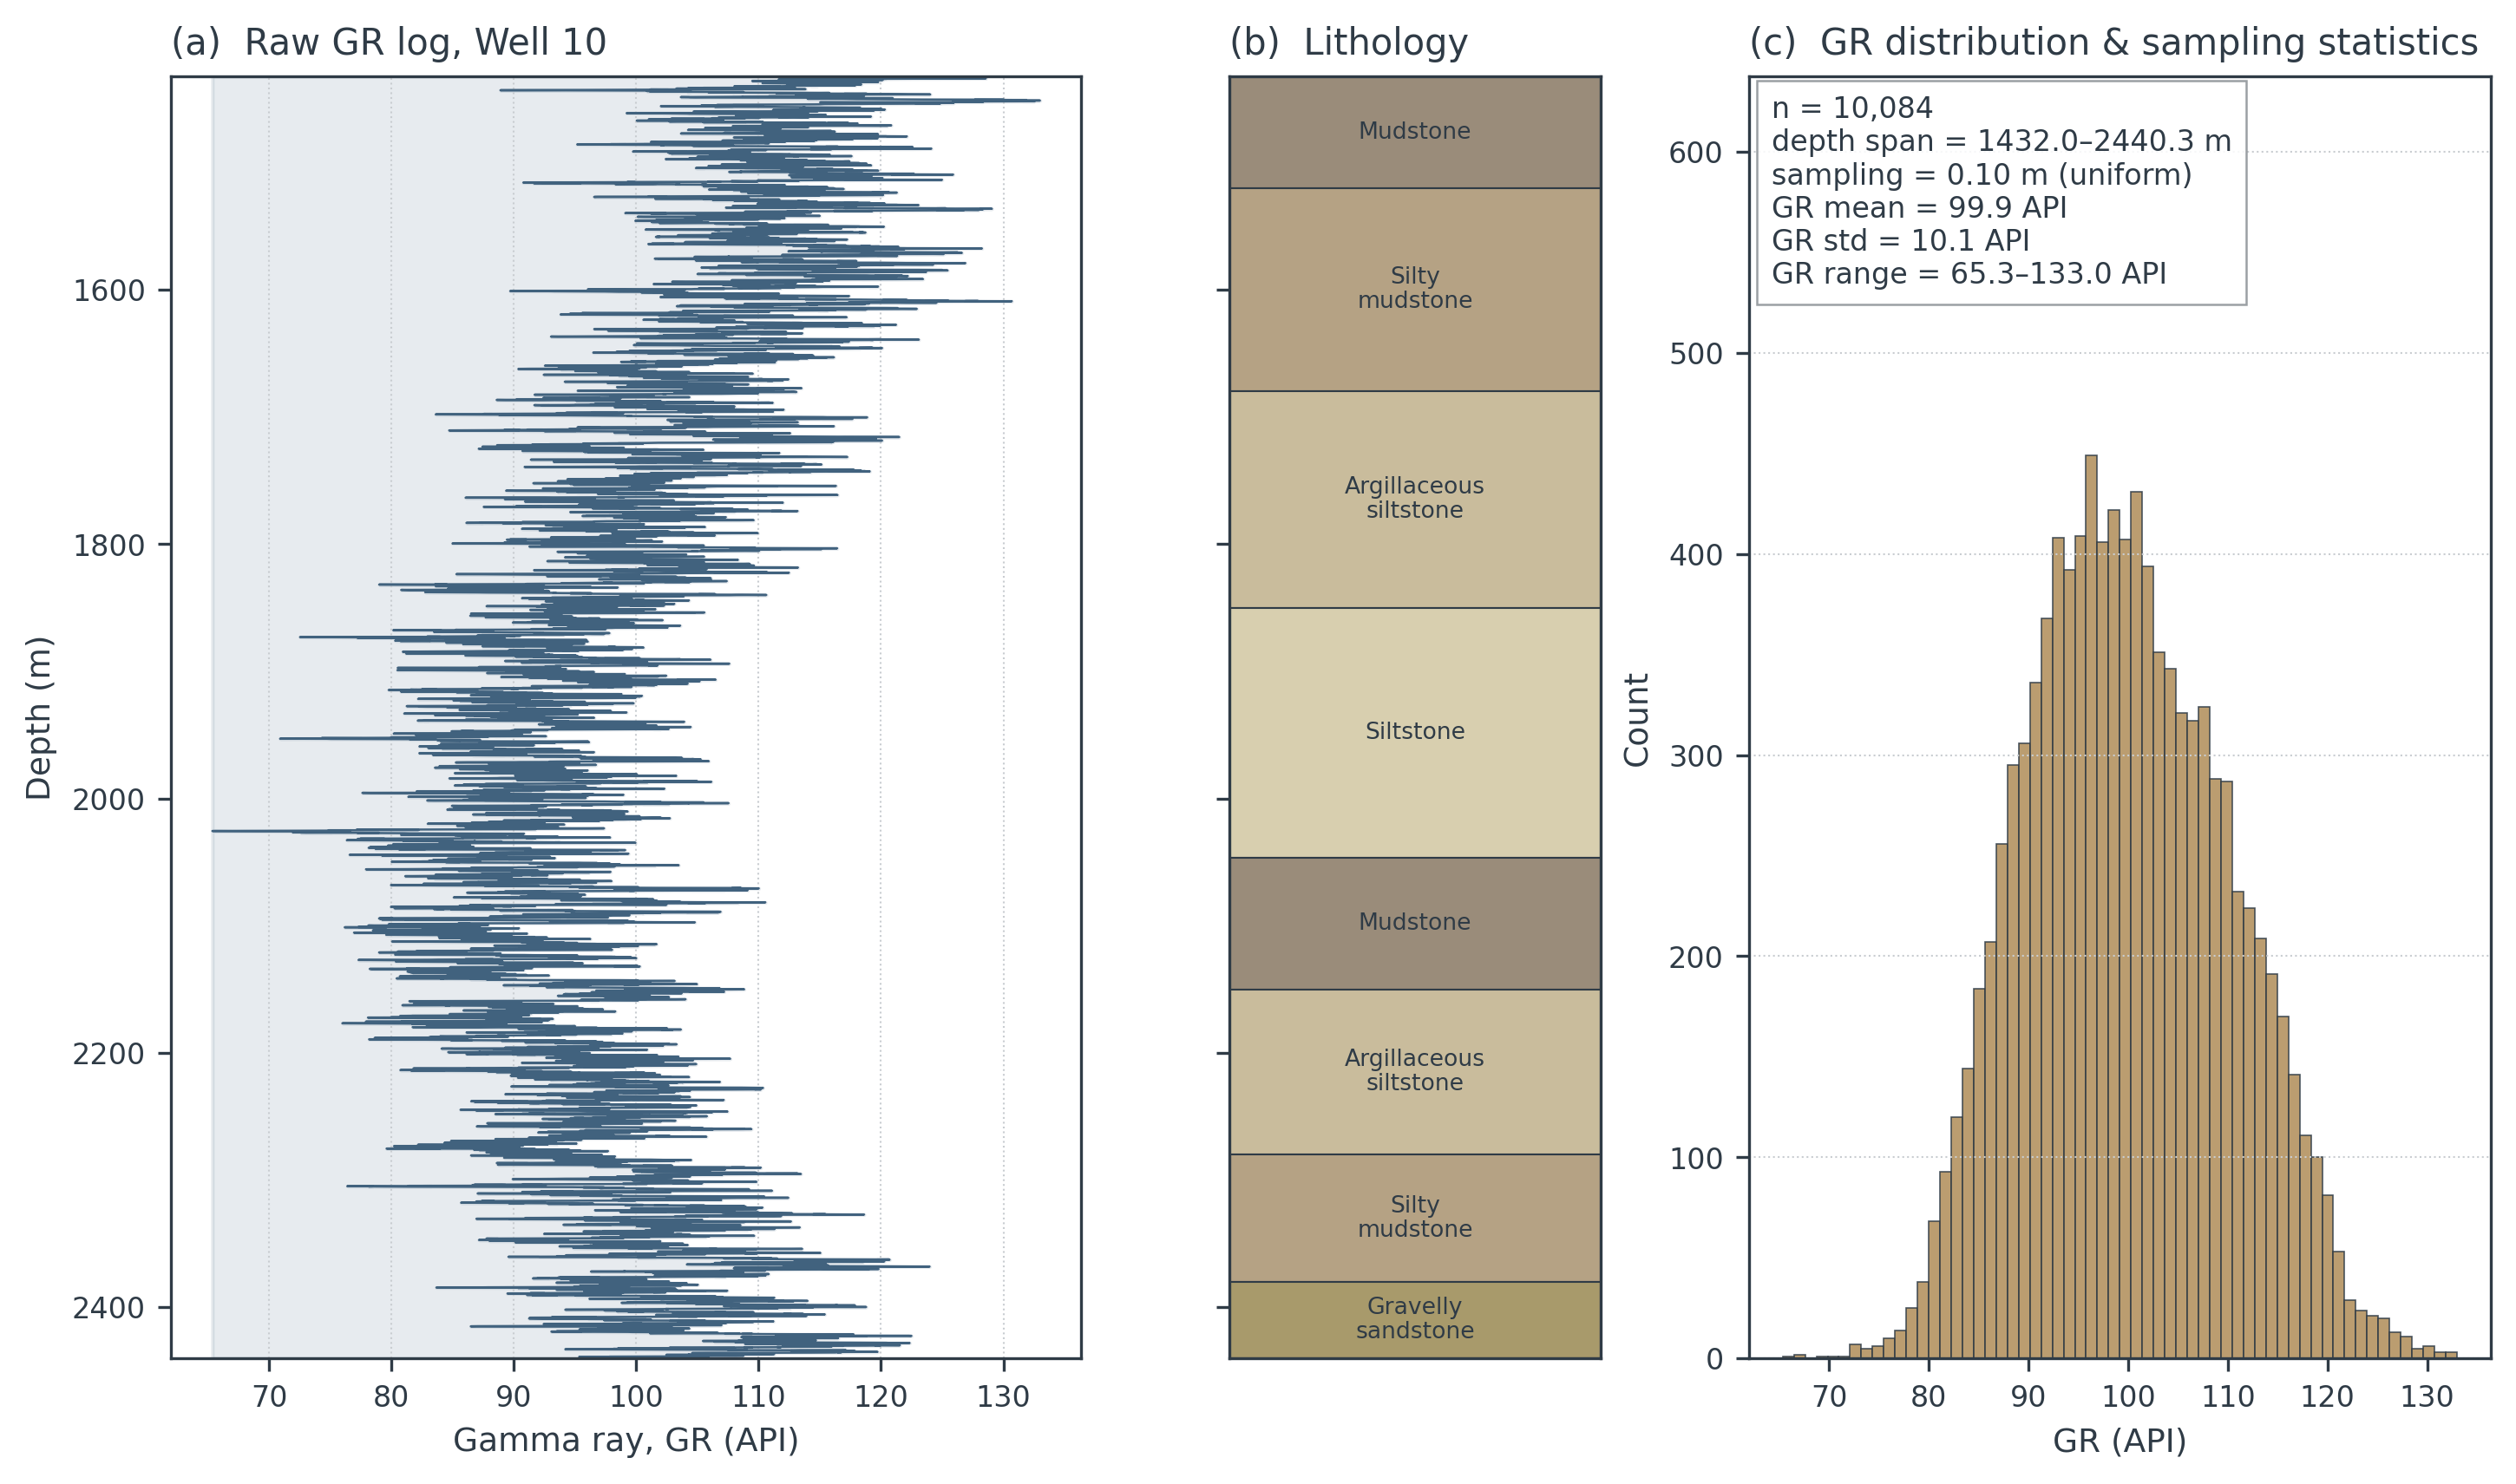 (a)  Raw GR log, Well 10
Depth (m)
1600
1800
2000
2200
2400
70 80 90 100 110 120 130
Gamma ray, GR (API)
(b)  Lithology
Mudstone
Silty
mudstone
Argillaceous
siltstone
Siltstone
Mudstone
Argillaceous
siltstone
Silty
mudstone
Gravelly
sandstone
(c)  GR distribution & sampling statistics
n = 10,084
depth span = 1432.0–2440.3 m
sampling = 0.10 m (uniform)
GR mean = 99.9 API
GR std = 10.1 API
GR range = 65.3–133.0 API
Count
600
500
400
300
200
100
0
70 80 90 100 110 120 130
GR (API)